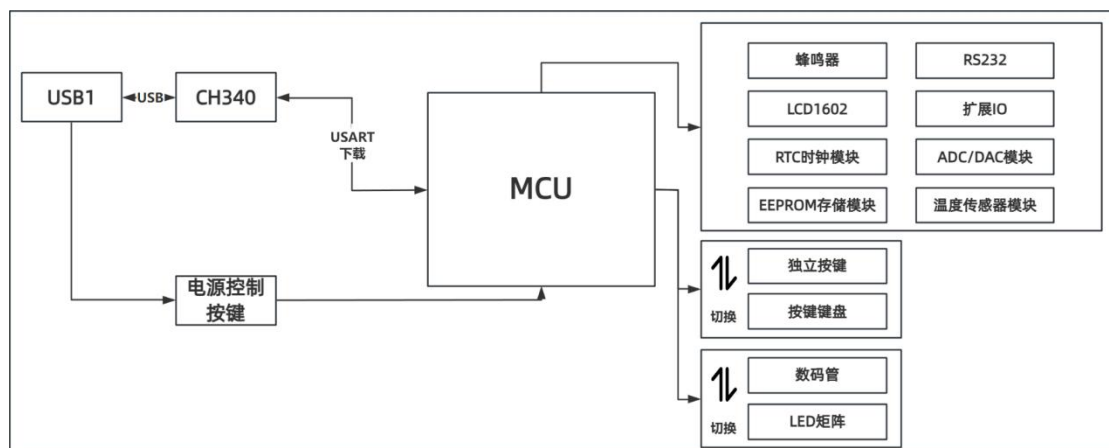 USB1
USB
CH340
USART
下载
MCU
电源控制
按键
蜂鸣器
RS232
LCD1602
扩展IO
RTC时钟模块
ADC/DAC模块
EEPROM存储模块
温度传感器模块
切换
独立按键
按键键盘
切换
数码管
LED矩阵